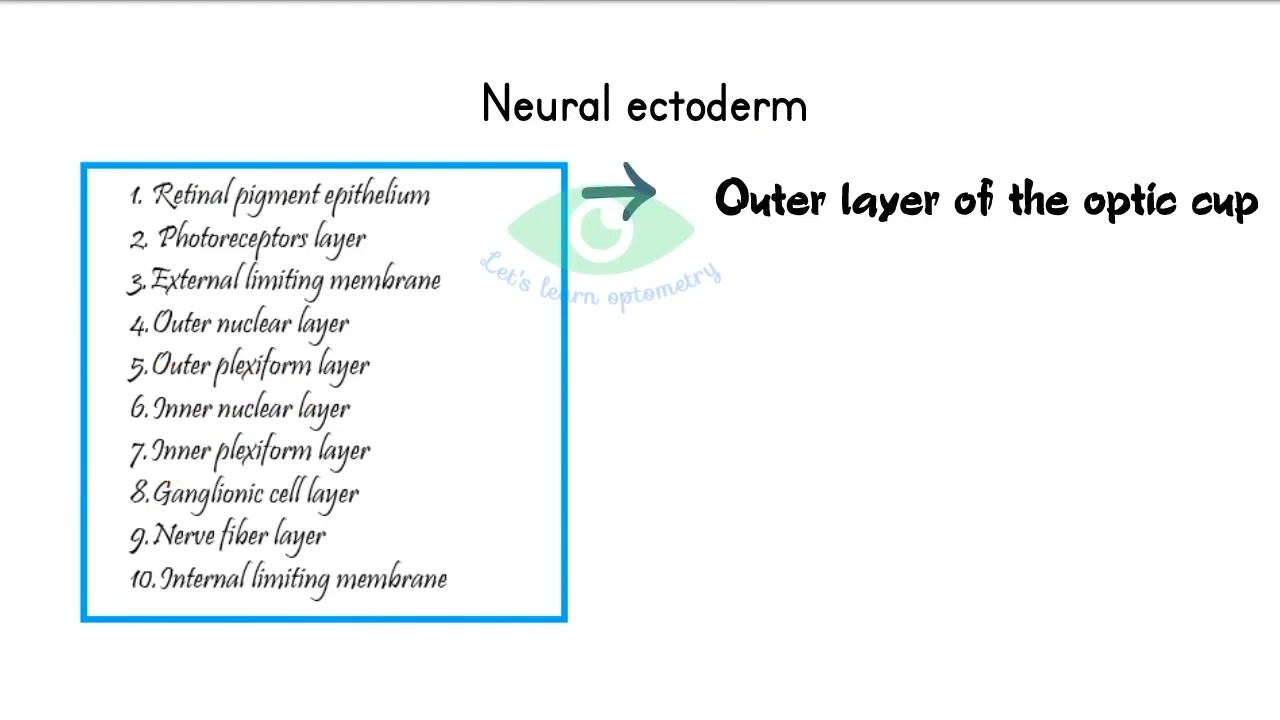 Neural ectoderm
1. Retinal pigment epithelium
Outer layer of the optic cup
2. Photoreceptors layer
3. External limiting membrane
Let's learn optometry
4. Outer nuclear layer
5. Outer plexiform layer
6. Inner nuclear layer
7. Inner plexiform layer
8. Ganglionic cell layer
9. Nerve fiber layer
10. Internal limiting membrane